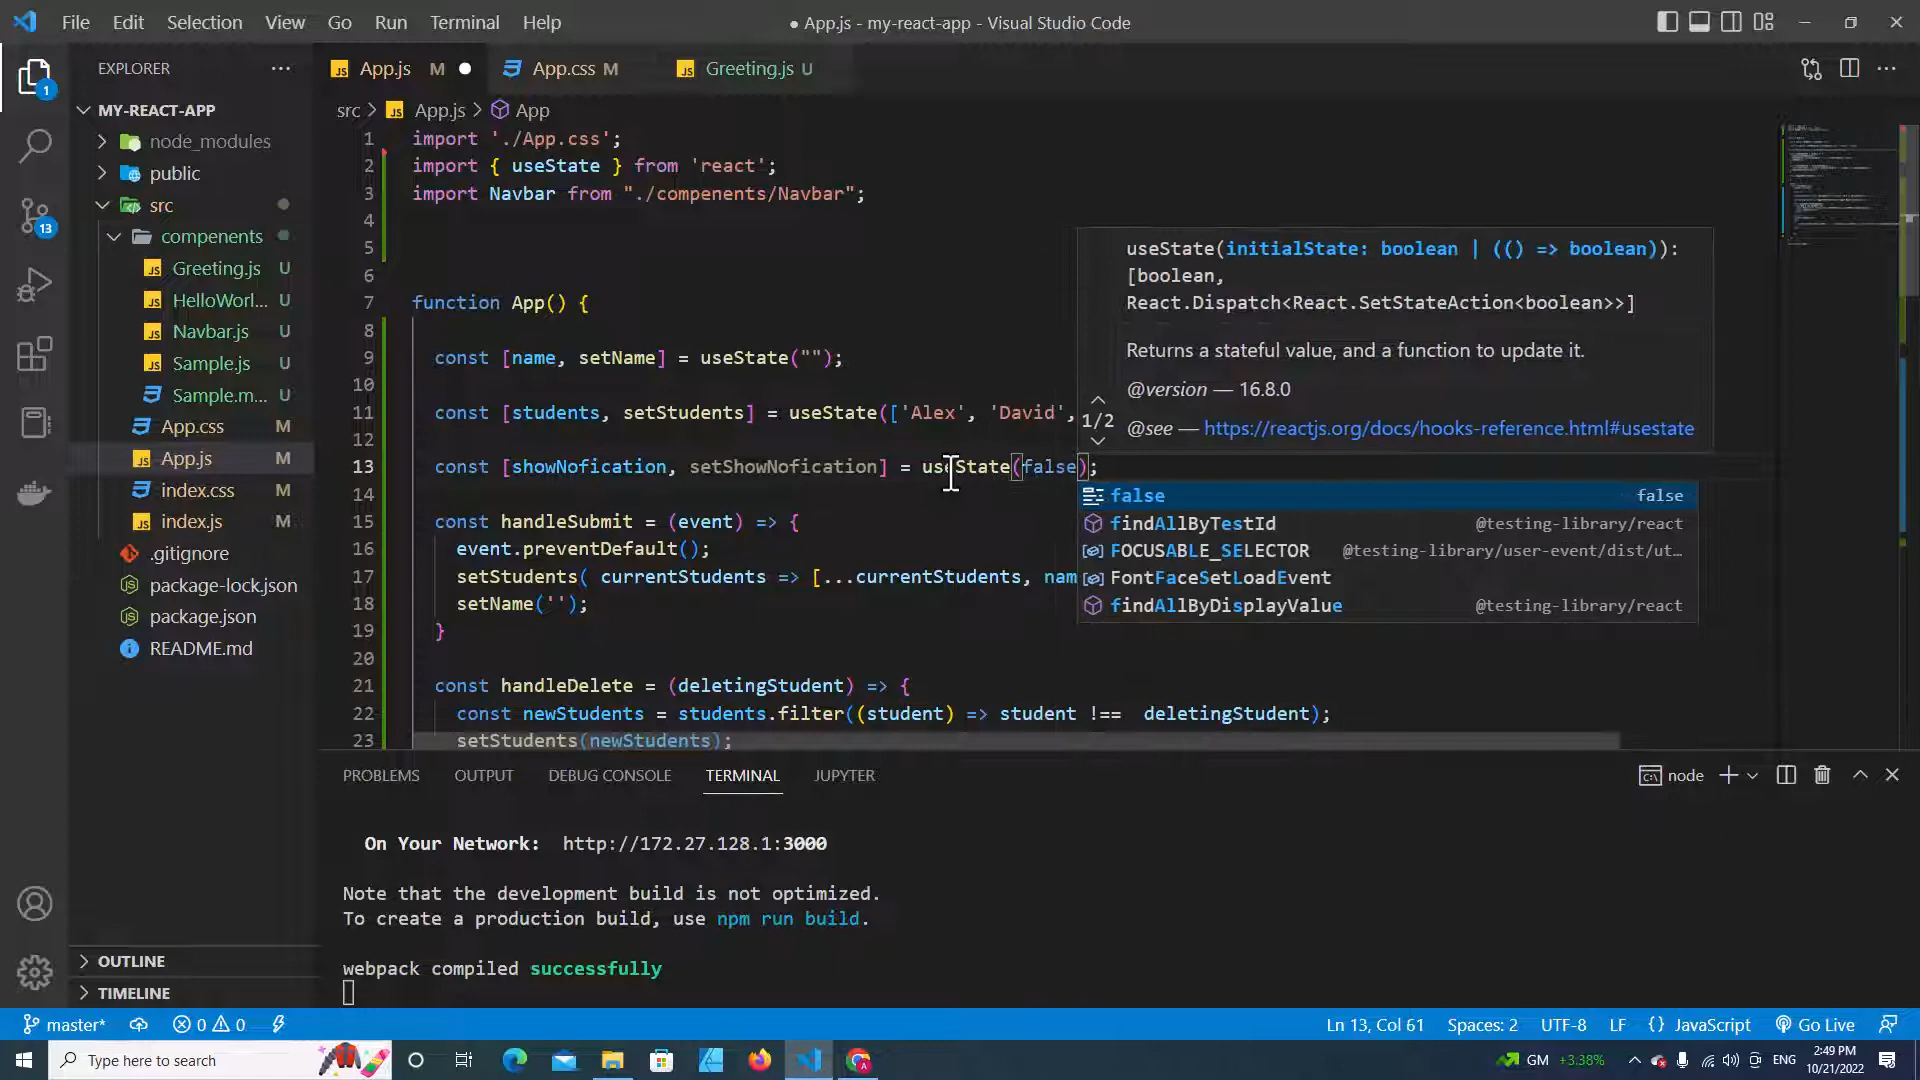 File Edit Selection View Go Run Terminal Help
● App.js - my-react-app - Visual Studio Code
EXPLORER
App.js M
App.css M
Greeting.js U
MY-REACT-APP
node_modules
public
src
compenents
Greeting.js U
HelloWorl... U
Navbar.js U
Sample.js U
Sample.m... U
App.css M
App.js M
index.css M
index.js M
.gitignore
package-lock.json
package.json
README.md
OUTLINE
TIMELINE
1
13
src > App.js > App
1 import './App.css';
2 import { useState } from 'react';
3 import Navbar from "./compenents/Navbar";
4
5
6
7 function App() {
8
9 const [name, setName] = useState("");
10
11 const [students, setStudents] = useState(['Alex', 'David',
12
13 const [showNofication, setShowNofication] = useState(false);
14
15 const handleSubmit = (event) => {
16 event.preventDefault();
17 setStudents( currentStudents => [...currentStudents, nam
18 setName('');
19 }
20
21 const handleDelete = (deletingStudent) => {
22 const newStudents = students.filter((student) => student !== deletingStudent);
23 setStudents(newStudents);
useState(initialState: boolean | (() => boolean)):
[boolean,
React.Dispatch<React.SetStateAction<boolean>>]
Returns a stateful value, and a function to update it.
@version — 16.8.0
1/2
@see — https://reactjs.org/docs/hooks-reference.html#usestate
false false
findAllByTestId @testing-library/react
FOCUSABLE_SELECTOR @testing-library/user-event/dist/ut...
FontFaceSetLoadEvent
findAllByDisplayValue @testing-library/react
PROBLEMS OUTPUT DEBUG CONSOLE TERMINAL JUPYTER
node
On Your Network: http://172.27.128.1:3000
Note that the development build is not optimized.
To create a production build, use npm run build.
webpack compiled successfully
master* 0 0
Ln 13, Col 61 Spaces: 2 UTF-8 LF {} JavaScript Go Live
Type here to search
GM +3.38%
ENG
2:49 PM
10/21/2022